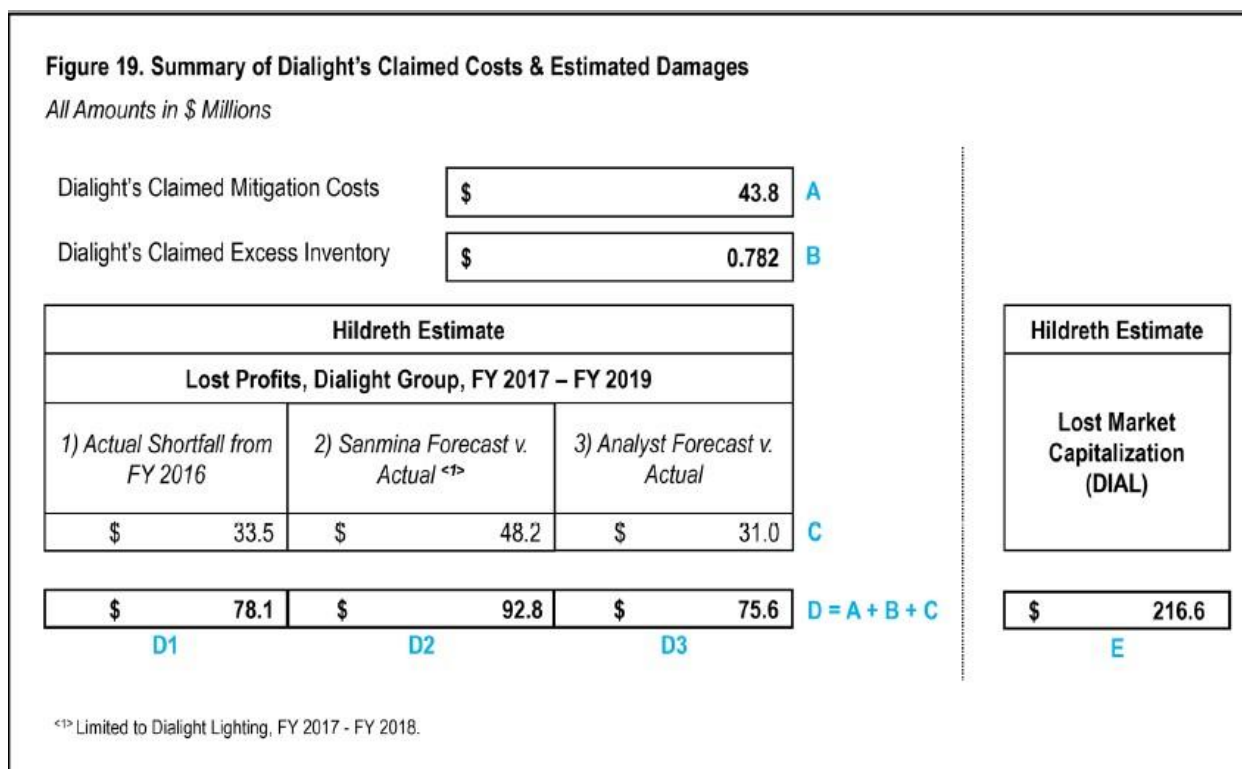 Figure 19. Summary of Dialight's Claimed Costs & Estimated Damages
All Amounts in $ Millions
Dialight's Claimed Mitigation Costs $ 43.8 A
Dialight's Claimed Excess Inventory $ 0.782 B
Hildreth Estimate
Lost Profits, Dialight Group, FY 2017 – FY 2019
1) Actual Shortfall from
FY 2016
2) Sanmina Forecast v.
Actual <1>
3) Analyst Forecast v.
Actual
$ 33.5 $ 48.2 $ 31.0 C
$ 78.1 $ 92.8 $ 75.6 D = A + B + C
D1 D2 D3
Hildreth Estimate
Lost Market
Capitalization
(DIAL)
$ 216.6
E
<1> Limited to Dialight Lighting, FY 2017 - FY 2018.